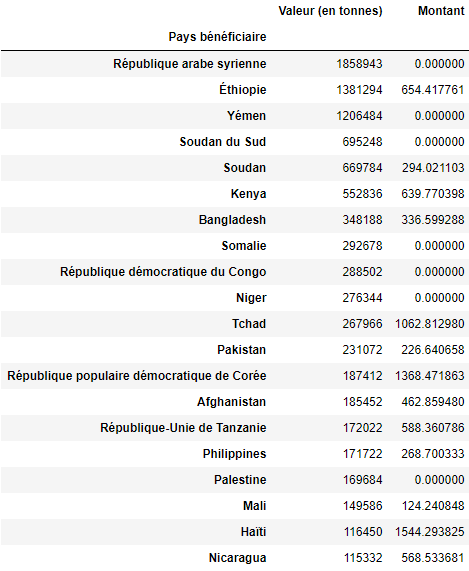 Valeur (en tonnes) Montant
Pays bénéficiaire
République arabe syrienne 1858943 0.000000
Éthiopie 1381294 654.417761
Yémen 1206484 0.000000
Soudan du Sud 695248 0.000000
Soudan 669784 294.021103
Kenya 552836 639.770398
Bangladesh 348188 336.599288
Somalie 292678 0.000000
République démocratique du Congo 288502 0.000000
Niger 276344 0.000000
Tchad 267966 1062.812980
Pakistan 231072 226.640658
République populaire démocratique de Corée 187412 1368.471863
Afghanistan 185452 462.859480
République-Unie de Tanzanie 172022 588.360786
Philippines 171722 268.700333
Palestine 169684 0.000000
Mali 149586 124.240848
Haïti 116450 1544.293825
Nicaragua 115332 568.533681